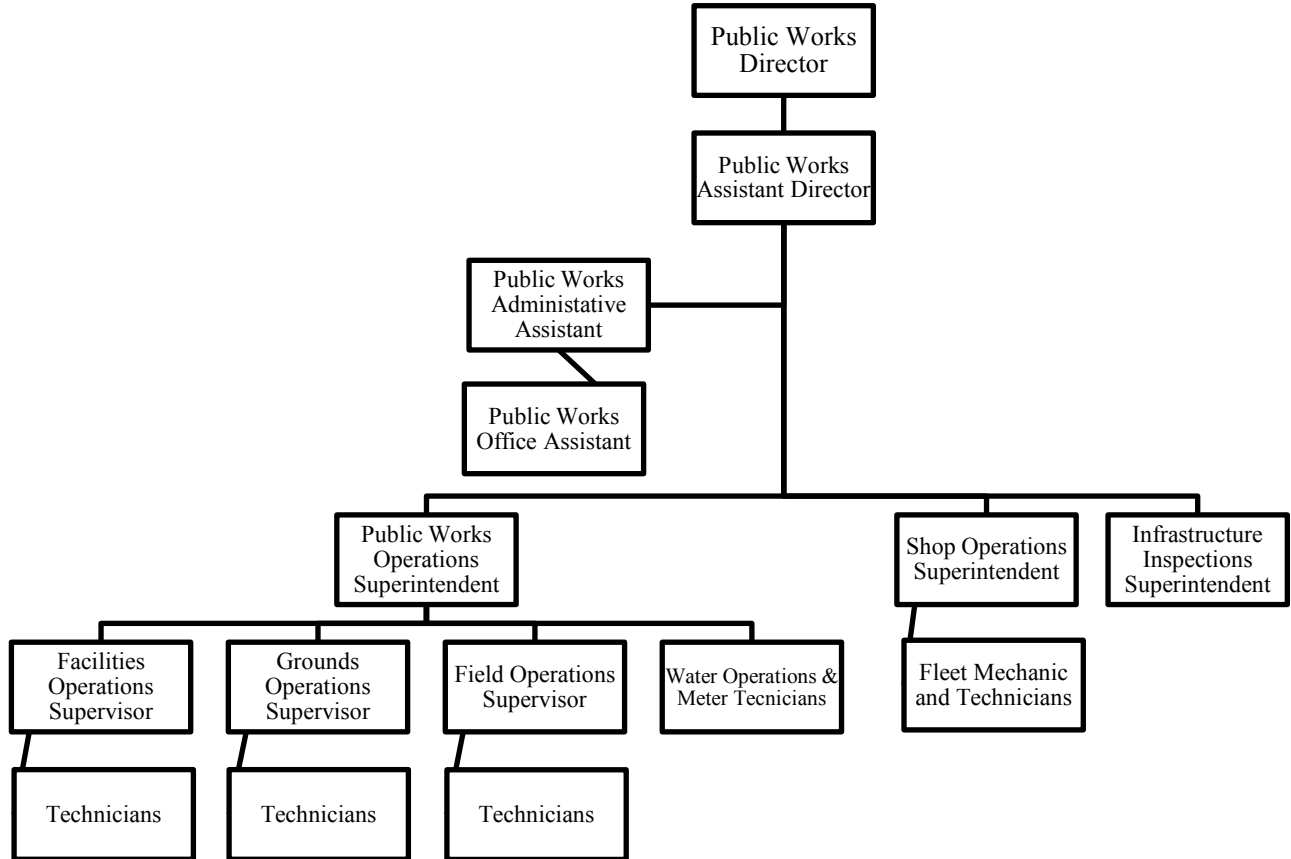 Public Works
Director
Public Works
Assistant Director
Public Works
Administative
Assistant
Public Works
Office Assistant
Public Works
Operations
Superintendent
Shop Operations
Superintendent
Infrastructure
Inspections
Superintendent
Facilities
Operations
Supervisor
Grounds
Operations
Supervisor
Field Operations
Supervisor
Water Operations &
Meter Tecnicians
Fleet Mechanic
and Technicians
Technicians
Technicians
Technicians